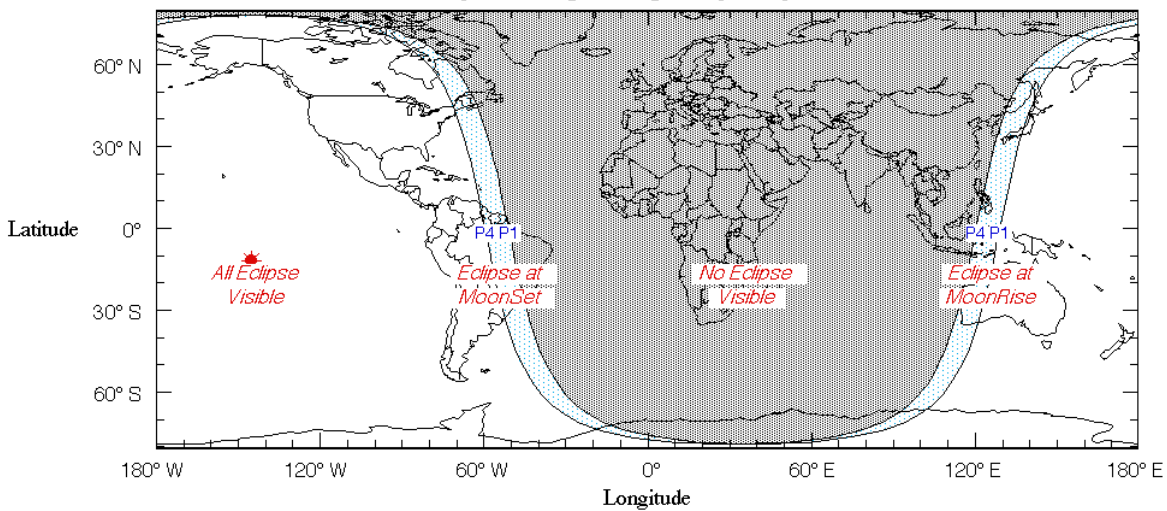 60° N
30° N
Latitude
0°
P4 P1
P4 P1
All Eclipse
Visible
Eclipse at
MoonSet
No Eclipse
Visible
Eclipse at
MoonRise
30° S
60° S
180° W
120° W
60° W
0°
60° E
120° E
180° E
Longitude